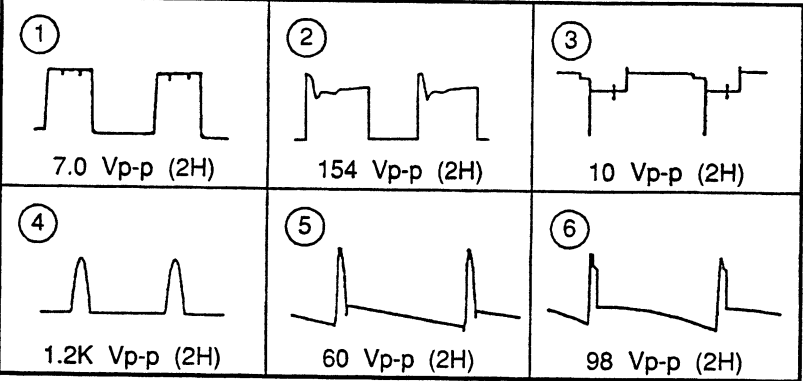 1
2
3
7.0 Vp-p (2H)
154 Vp-p (2H)
10 Vp-p (2H)
4
5
6
1.2K Vp-p (2H)
60 Vp-p (2H)
98 Vp-p (2H)